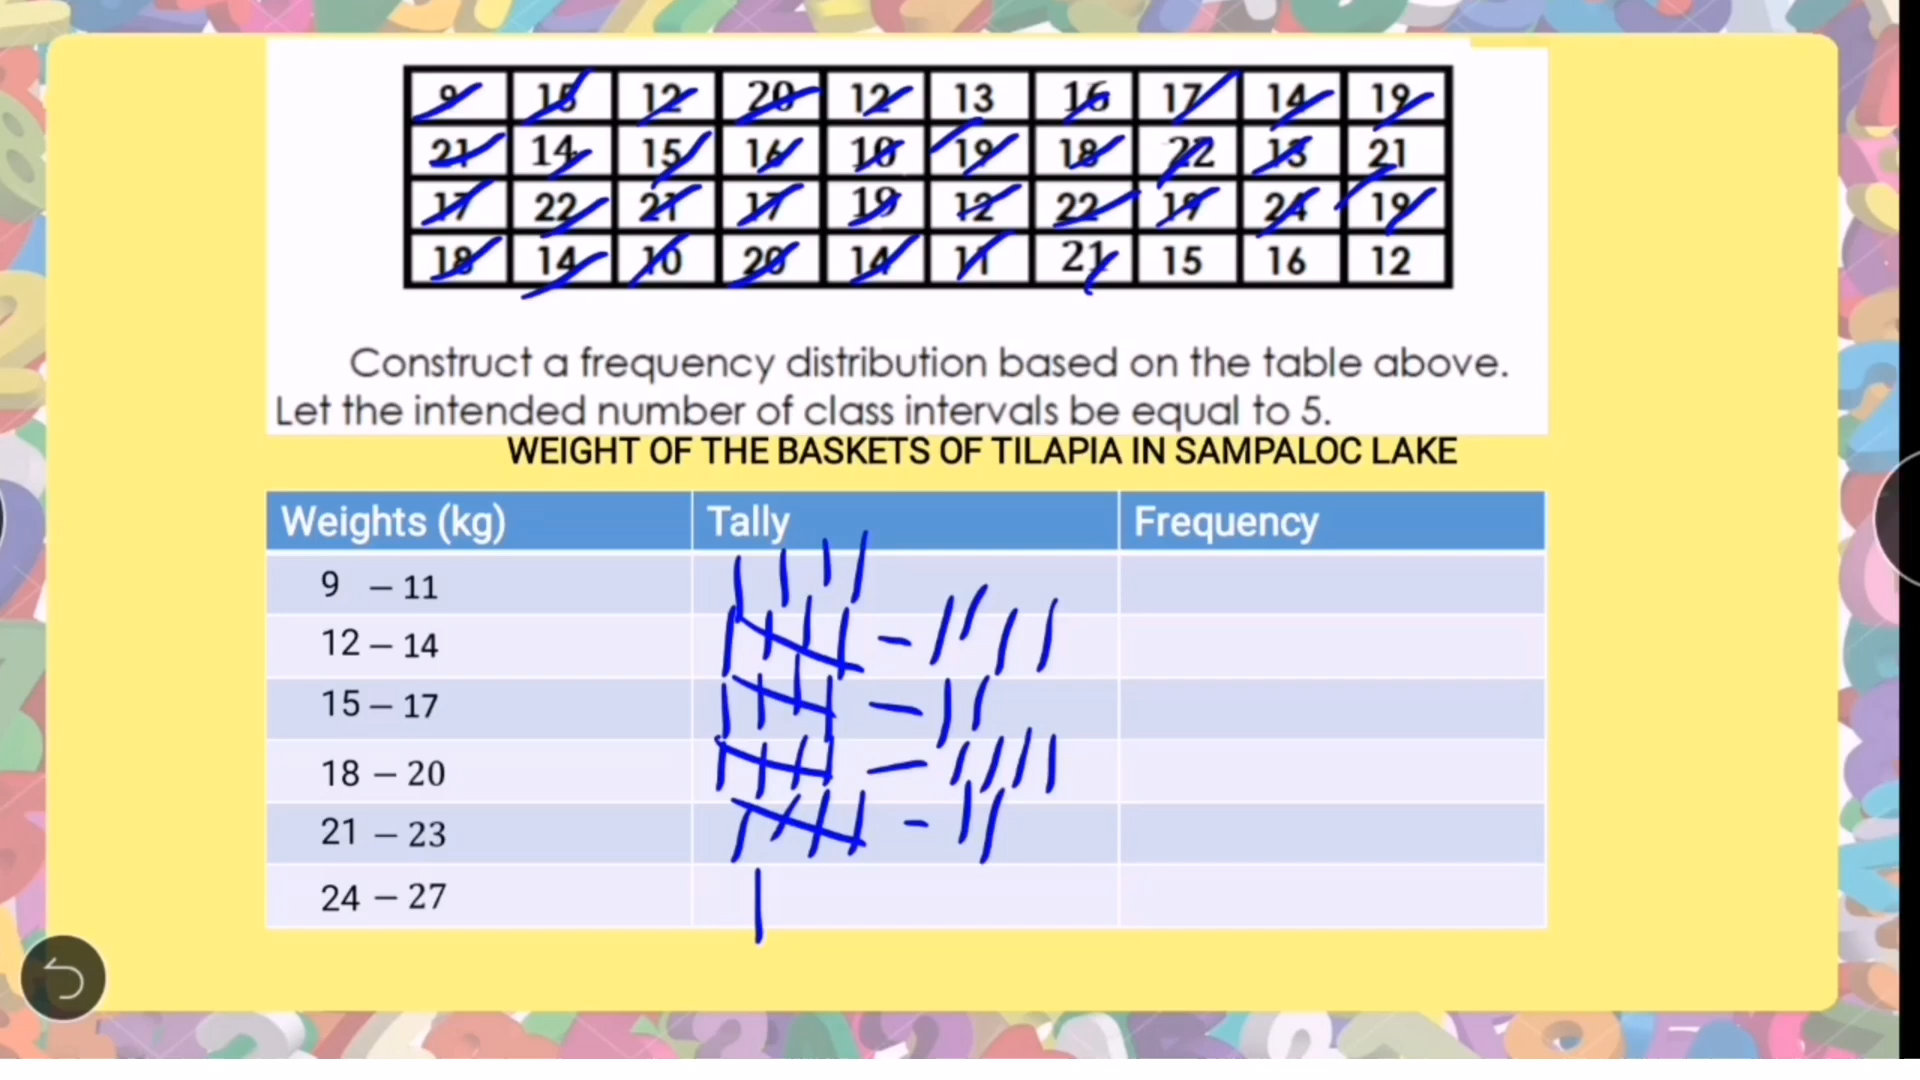 9 15 12 20 12 13 16 17 14 19
21 14 15 16 10 19 18 22 13 21
17 22 21 17 19 12 22 19 24 19
18 14 10 20 14 11 21 15 16 12
Construct a frequency distribution based on the table above.
Let the intended number of class intervals be equal to 5.
WEIGHT OF THE BASKETS OF TILAPIA IN SAMPALOC LAKE
Weights (kg) Tally Frequency
9 – 11
12 – 14
15 – 17
18 – 20
21 – 23
24 – 27